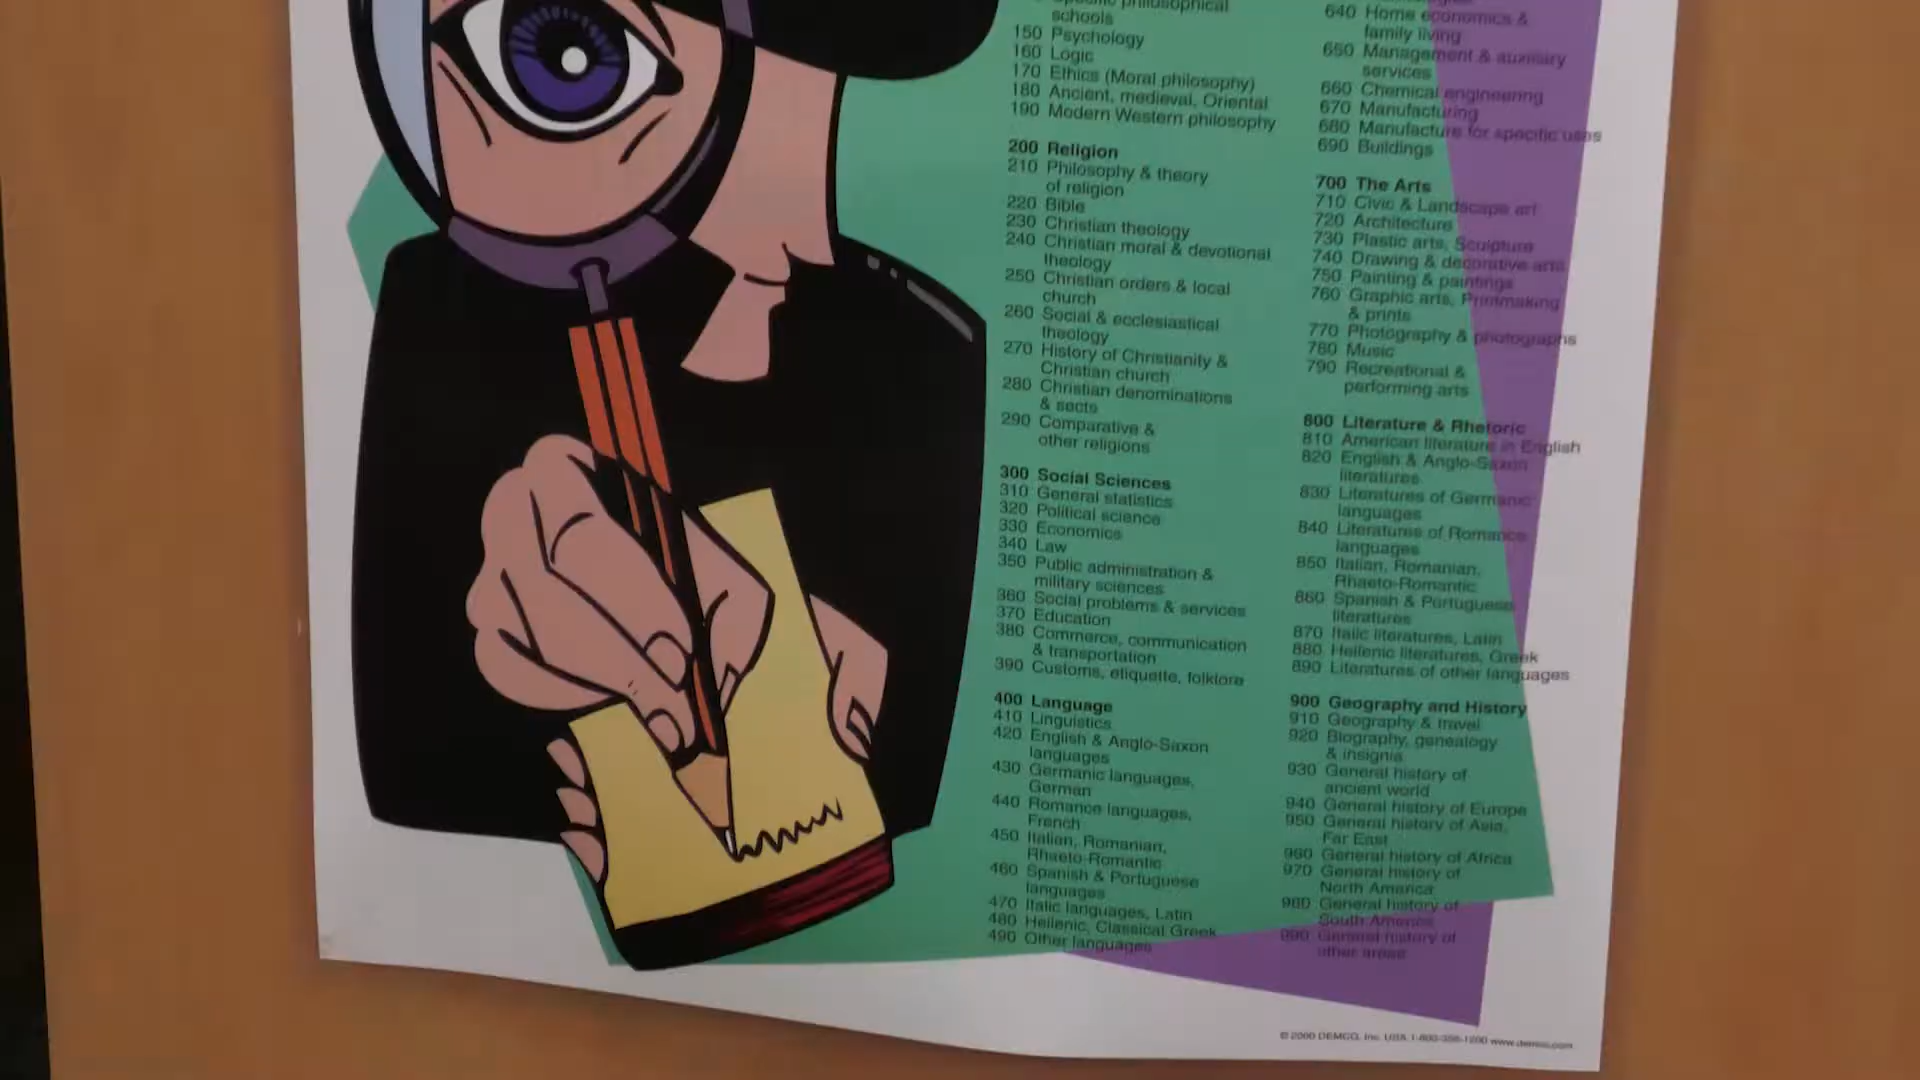 Specific philosophical
schools
150 Psychology
160 Logic
170 Ethics (Moral philosophy)
180 Ancient, medieval, Oriental
190 Modern Western philosophy
200 Religion
210 Philosophy & theory
of religion
220 Bible
230 Christian theology
240 Christian moral & devotional
theology
250 Christian orders & local
church
260 Social & ecclesiastical
theology
270 History of Christianity &
Christian church
280 Christian denominations
& sects
290 Comparative &
other religions
300 Social Sciences
310 General statistics
320 Political science
330 Economics
340 Law
350 Public administration &
military sciences
360 Social problems & services
370 Education
380 Commerce, communication
& transportation
390 Customs, etiquette, folklore
400 Language
410 Linguistics
420 English & Anglo-Saxon
languages
430 Germanic languages,
German
440 Romance languages,
French
450 Italian, Romanian,
Rhaeto-Romantic
460 Spanish & Portuguese
languages
470 Italic languages, Latin
480 Hellenic, Classical Greek
490 Other languages
640 Home economics &
family living
650 Management & auxiliary
services
660 Chemical engineering
670 Manufacturing
680 Manufacture for specific uses
690 Buildings
700 The Arts
710 Civic & Landscape art
720 Architecture
730 Plastic arts, Sculpture
740 Drawing & decorative arts
750 Painting & paintings
760 Graphic arts, Printmaking
& prints
770 Photography & photographs
780 Music
790 Recreational &
performing arts
800 Literature & Rhetoric
810 American literature in English
820 English & Anglo-Saxon
literatures
830 Literatures of Germanic
languages
840 Literatures of Romance
languages
850 Italian, Romanian,
Rhaeto-Romantic
860 Spanish & Portuguese
literatures
870 Italic literatures, Latin
880 Hellenic literatures, Greek
890 Literatures of other languages
900 Geography and History
910 Geography & travel
920 Biography, genealogy
& insignia
930 General history of
ancient world
940 General history of Europe
950 General history of Asia,
Far East
960 General history of Africa
970 General history of
North America
980 General history of
South America
990 General history of
other areas
© 2000 DEMCO, Inc. USA 1-800-356-1200 www.demco.com